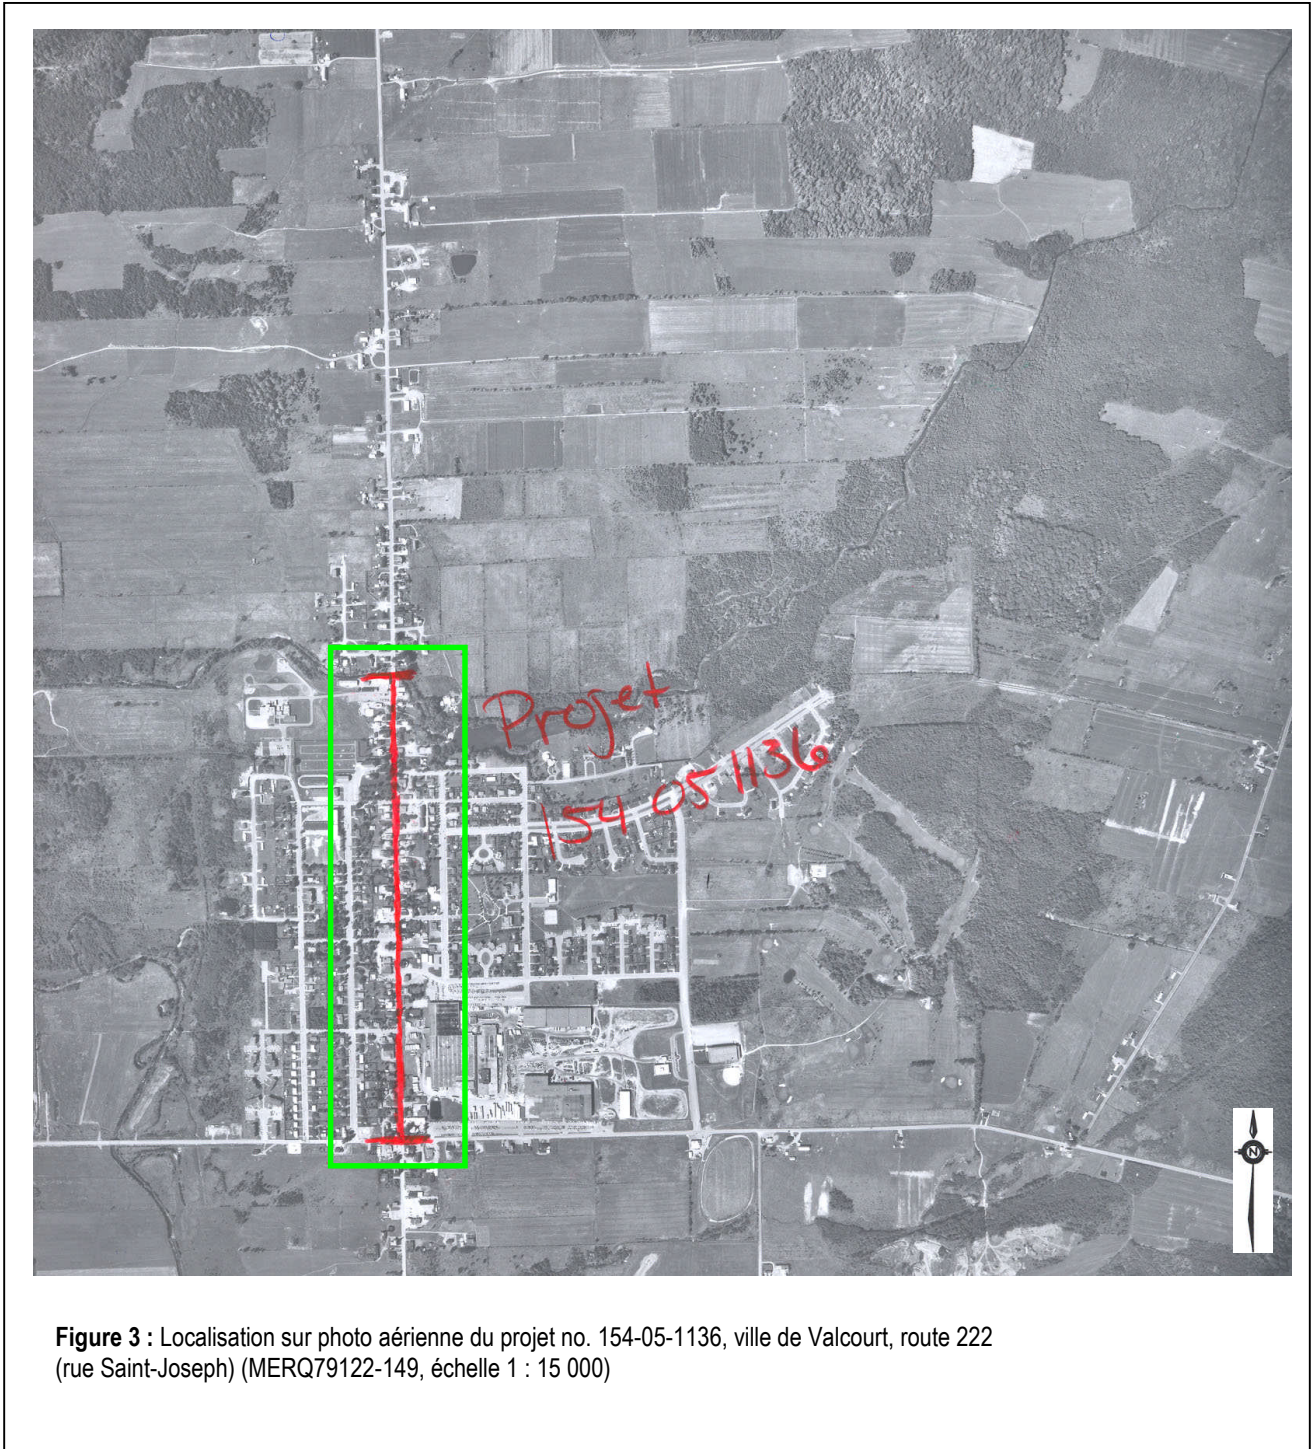 Projet
154 05 1136
N
Figure 3 : Localisation sur photo aérienne du projet no. 154-05-1136, ville de Valcourt, route 222
(rue Saint-Joseph) (MERQ79122-149, échelle 1 : 15 000)